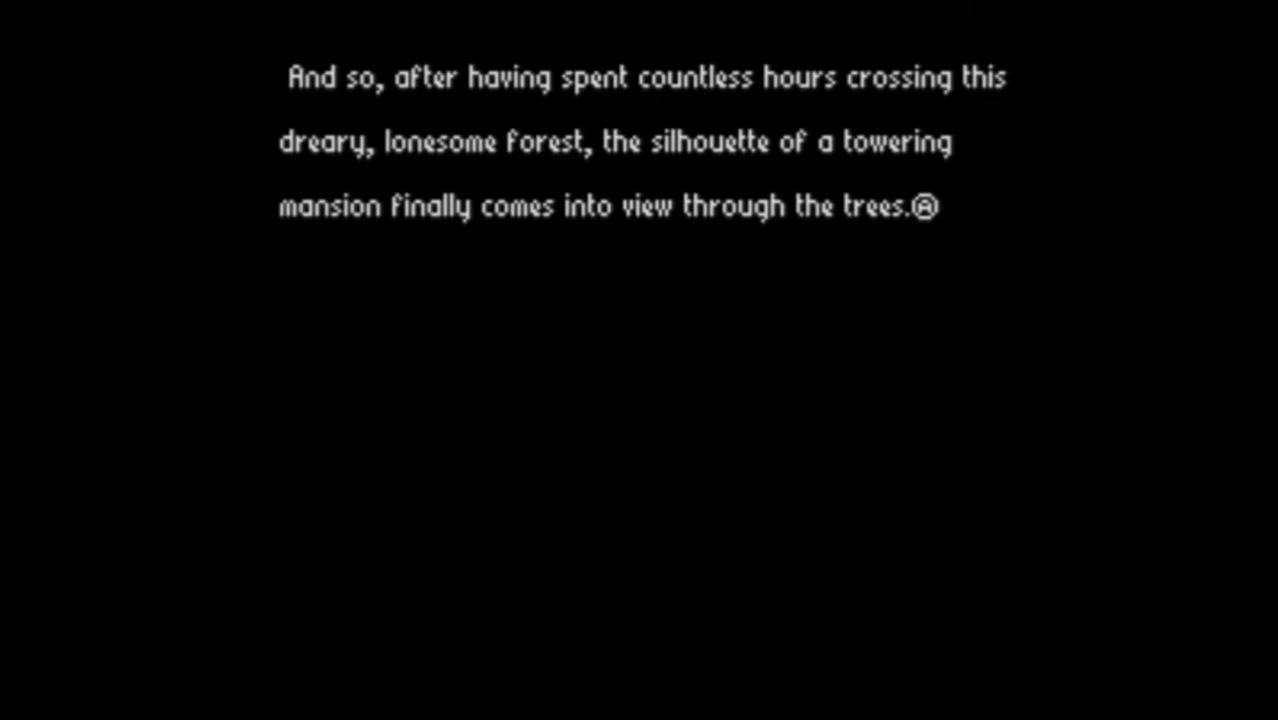 And so, after having spent countless hours crossing this
dreary, lonesome forest, the silhouette of a towering
mansion finally comes into view through the trees.Ⓐ